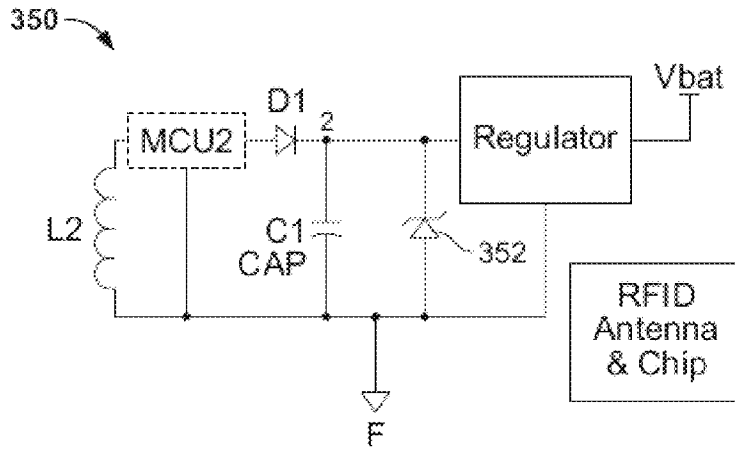 350
D1
2
Vbat
MCU2
Regulator
L2
C1
CAP
352
RFID
Antenna
& Chip
F